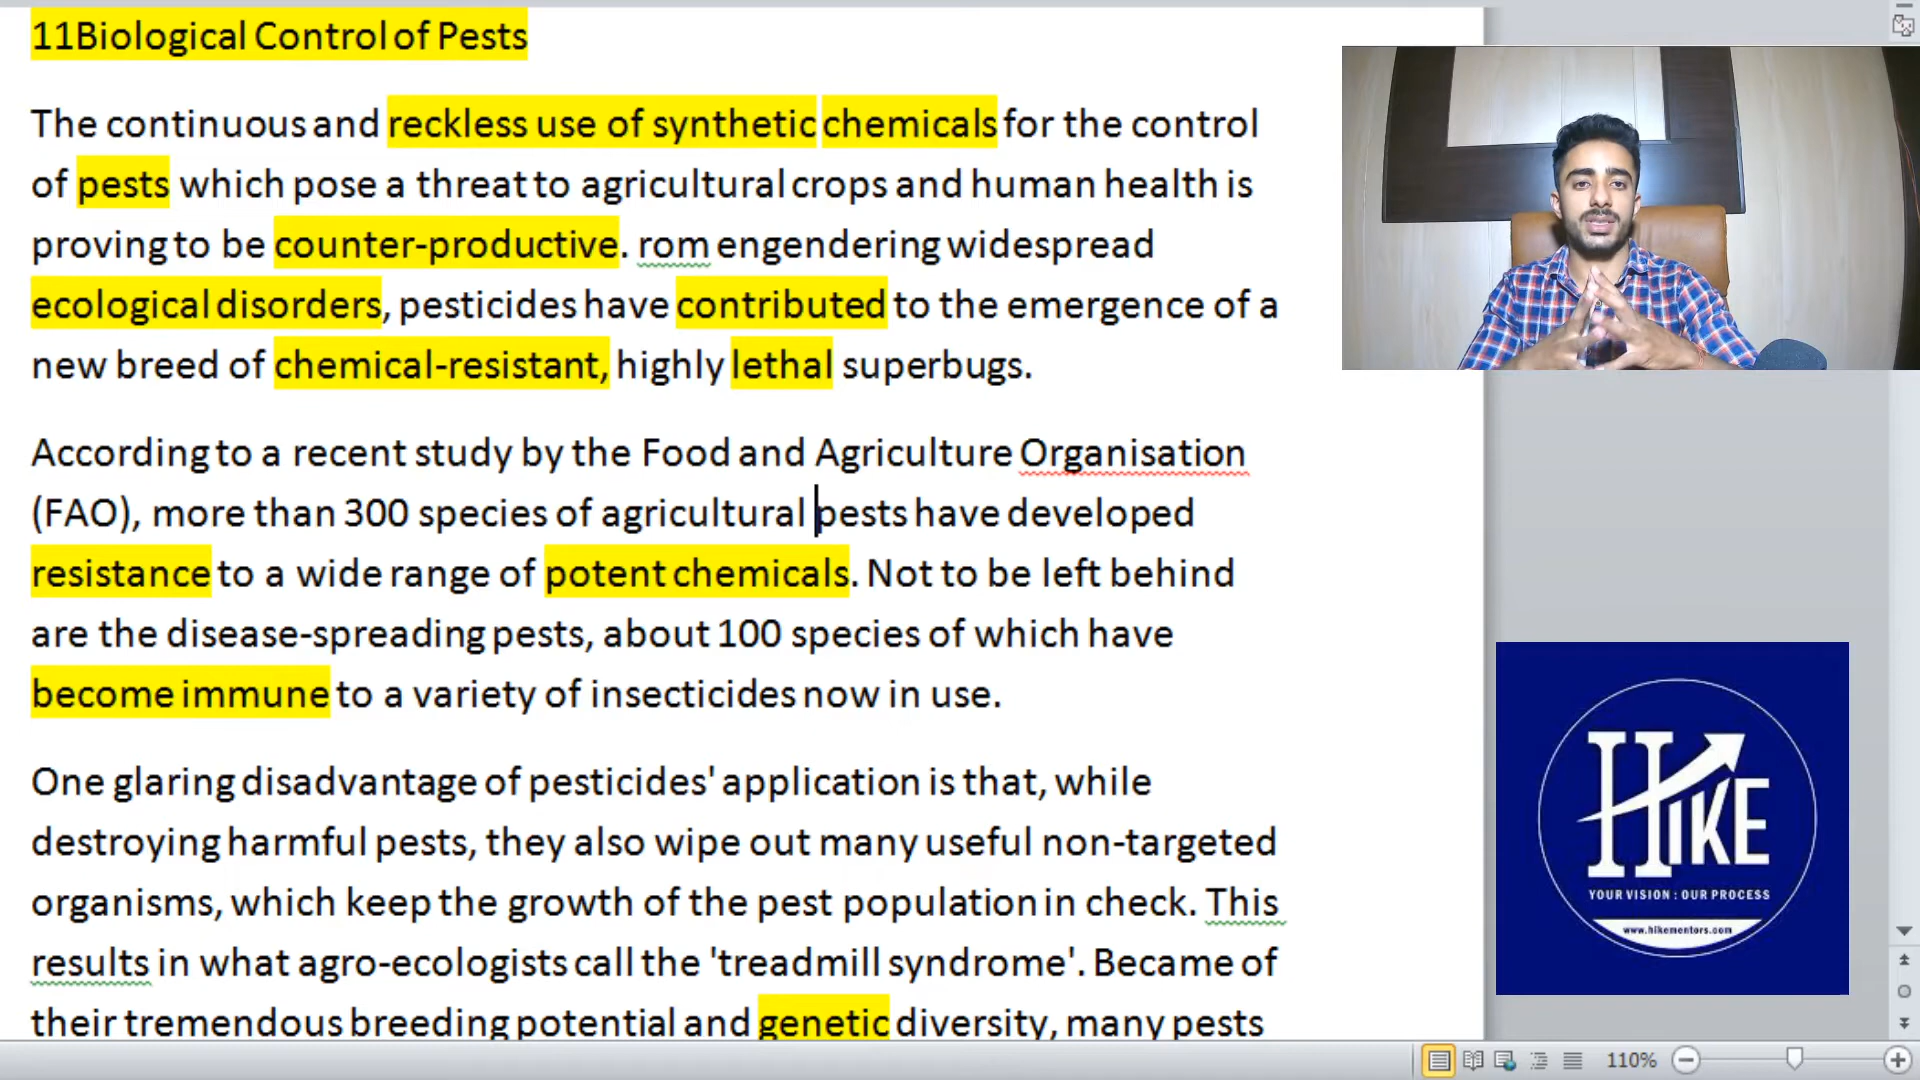 11Biological Control of Pests
The continuous and reckless use of synthetic chemicals for the control
of pests which pose a threat to agricultural crops and human health is
proving to be counter-productive. rom engendering widespread
ecological disorders, pesticides have contributed to the emergence of a
new breed of chemical-resistant, highly lethal superbugs.
According to a recent study by the Food and Agriculture Organisation
(FAO), more than 300 species of agricultural pests have developed
resistance to a wide range of potent chemicals. Not to be left behind
are the disease-spreading pests, about 100 species of which have
become immune to a variety of insecticides now in use.
One glaring disadvantage of pesticides' application is that, while
destroying harmful pests, they also wipe out many useful non-targeted
organisms, which keep the growth of the pest population in check. This
results in what agro-ecologists call the 'treadmill syndrome'. Became of
their tremendous breeding potential and genetic diversity, many pests
HIKE
YOUR VISION : OUR PROCESS
www.hikementors.com
110%